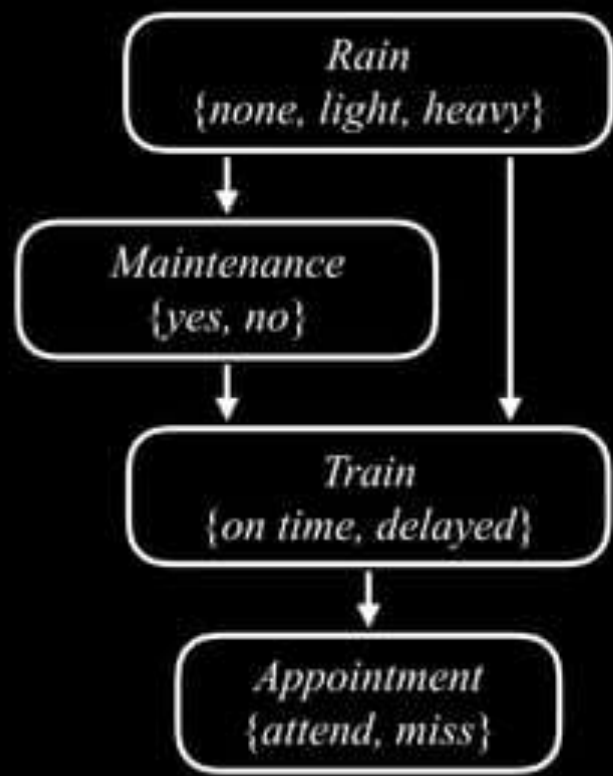 Rain
{none, light, heavy}
Maintenance
{yes, no}
Train
{on time, delayed}
Appointment
{attend, miss}